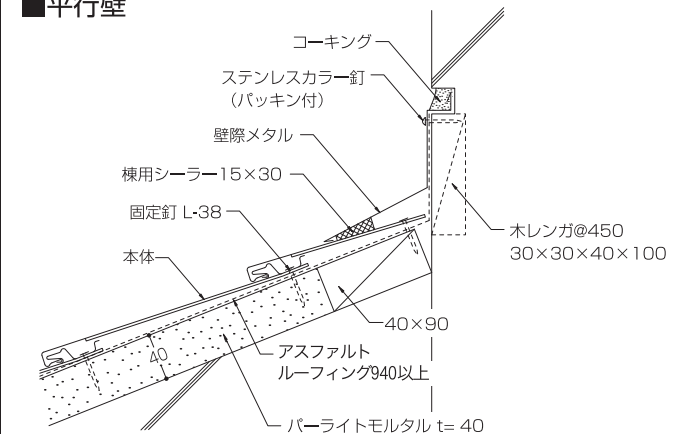 ■平行壁
コーキング
ステンレスカラー釘
（パッキン付）
壁際メタル
棟用シーラー15×30
固定釘 L-38
本体
木レンガ@450
30×30×40×100
40×90
40
アスファルト
ルーフィング940以上
パーライトモルタル t= 40